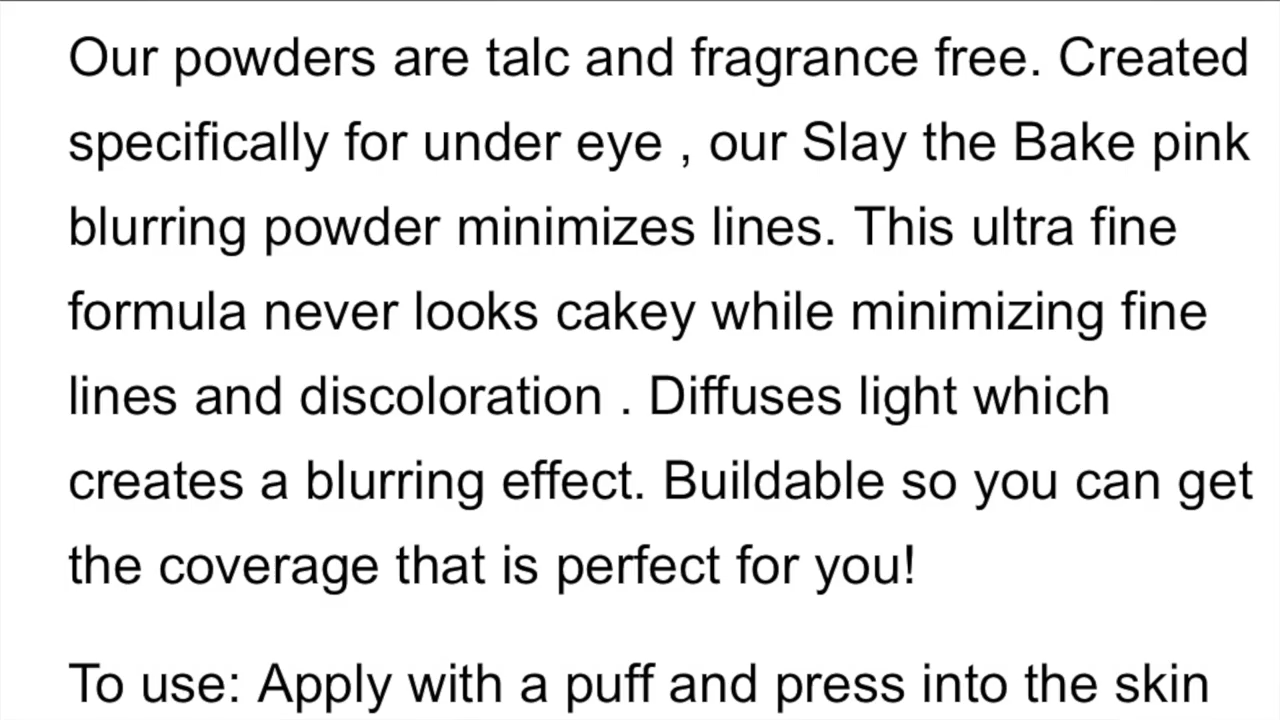 Our powders are talc and fragrance free. Created
specifically for under eye , our Slay the Bake pink
blurring powder minimizes lines. This ultra fine
formula never looks cakey while minimizing fine
lines and discoloration . Diffuses light which
creates a blurring effect. Buildable so you can get
the coverage that is perfect for you!
To use: Apply with a puff and press into the skin